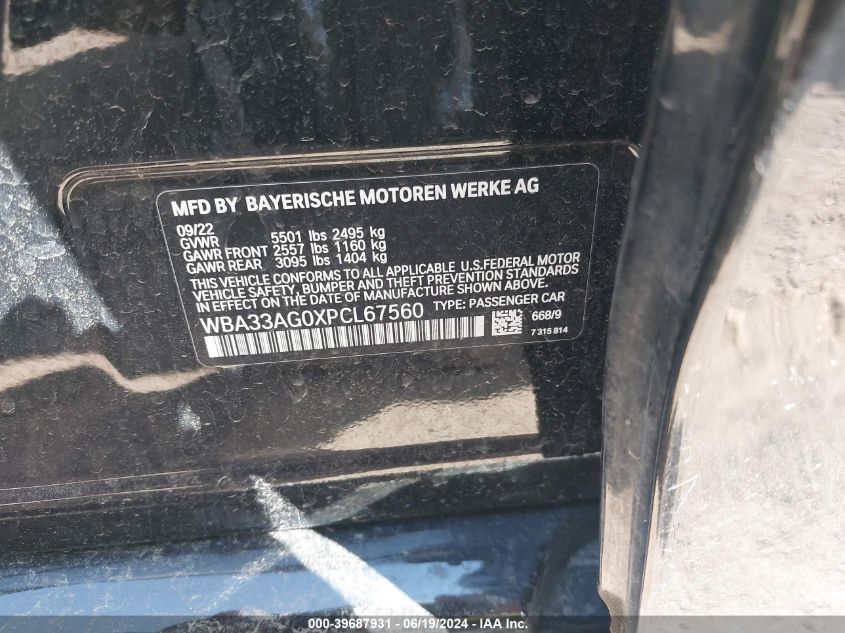 MFD BY BAYERISCHE MOTOREN WERKE AG
09/22
GVWR 5501 lbs 2495 kg
GAWR FRONT 2557 lbs 1160 kg
GAWR REAR 3095 lbs 1404 kg
THIS VEHICLE CONFORMS TO ALL APPLICABLE U.S.FEDERAL MOTOR
VEHICLE SAFETY, BUMPER AND THEFT PREVENTION STANDARDS
IN EFFECT ON THE DATE OF MANUFACTURE SHOWN ABOVE.
WBA33AG0XPCL67560 TYPE: PASSENGER CAR
668/9
7 315 814
000-39687931 - 06/19/2024 - IAA Inc.